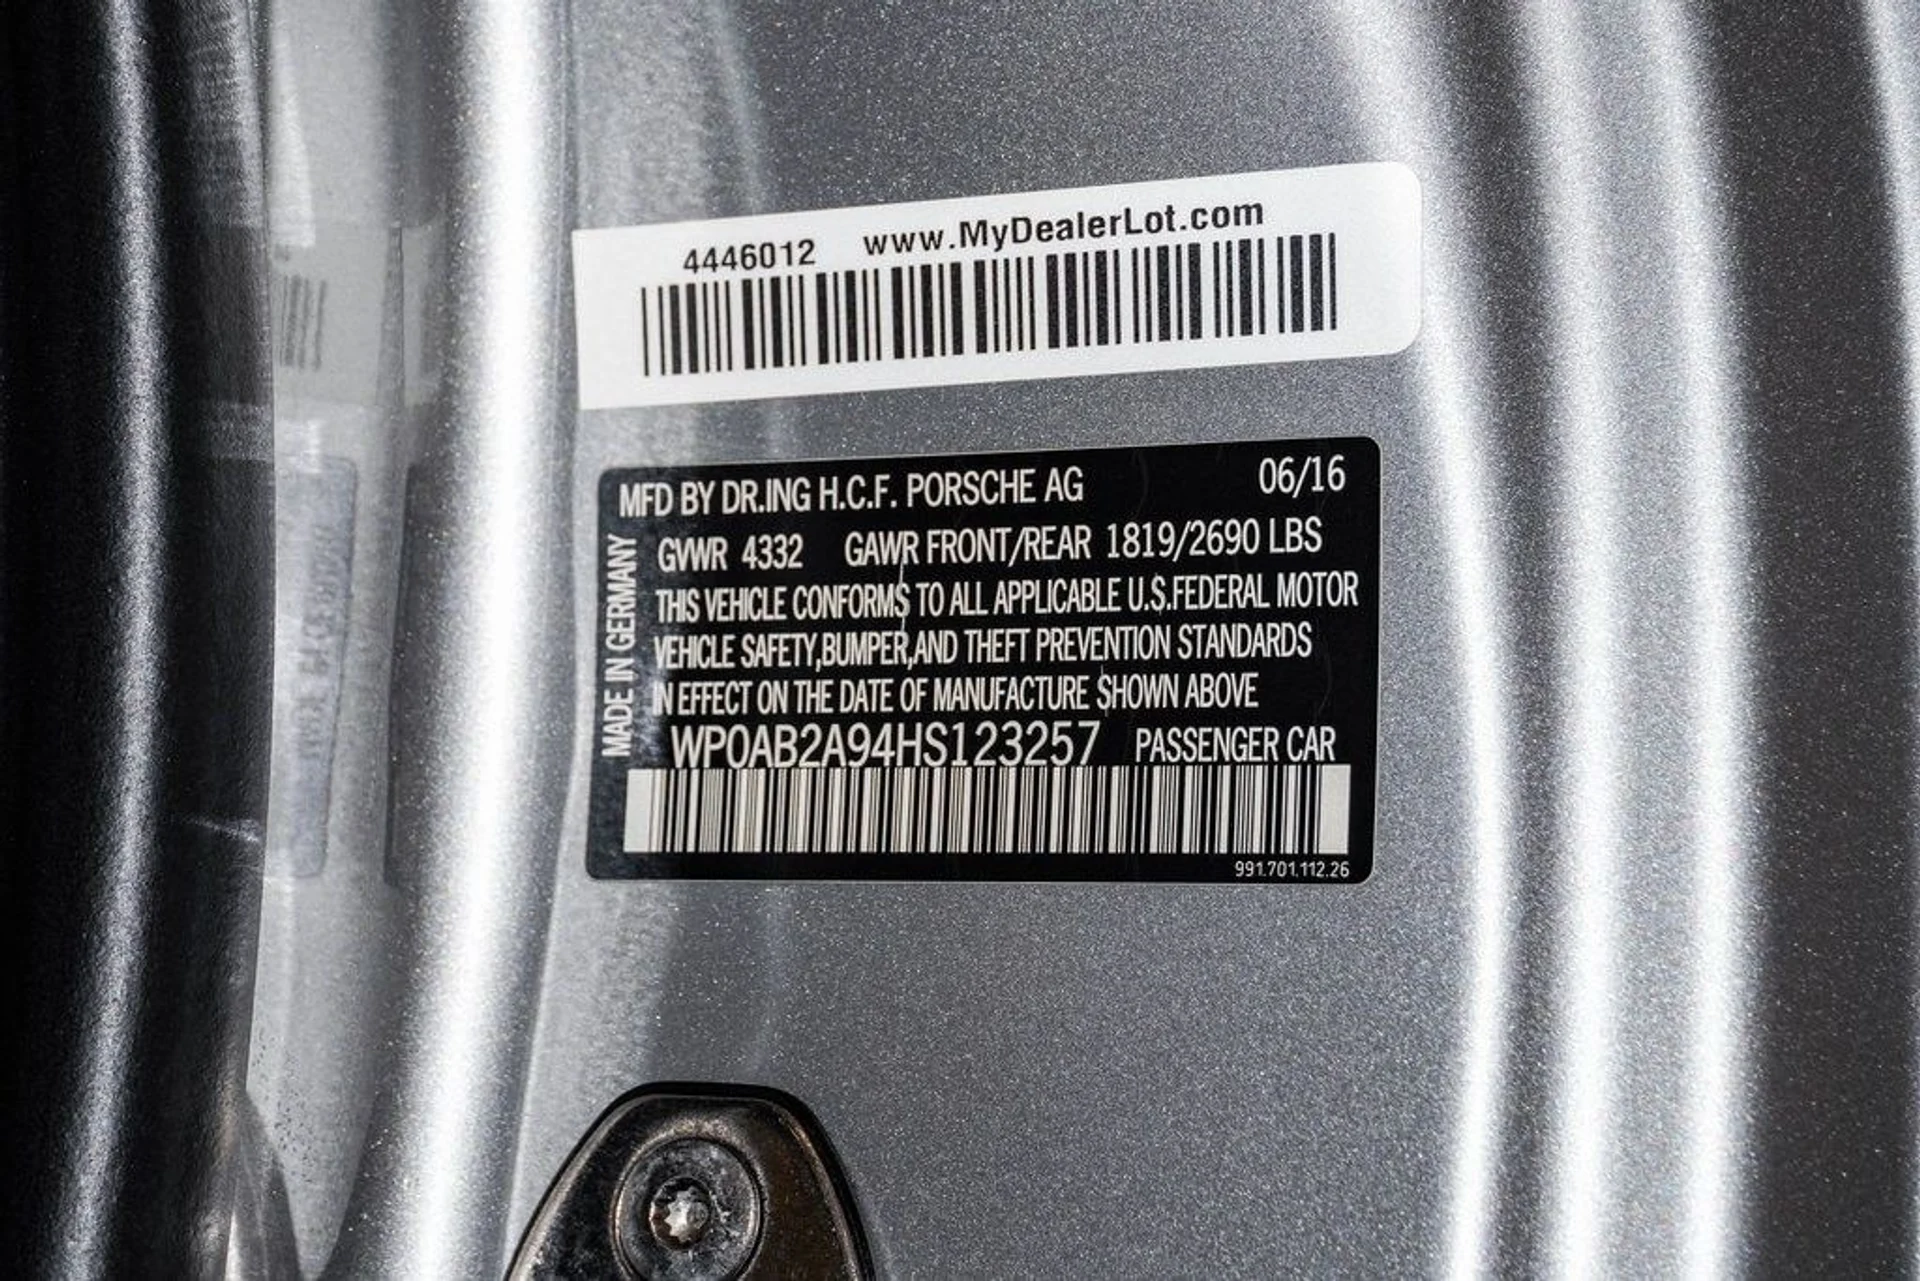 4446012 www.MyDealerLot.com
MFD BY DR.ING H.C.F. PORSCHE AG 06/16
GVWR 4332 GAWR FRONT/REAR 1819/2690 LBS
THIS VEHICLE CONFORMS TO ALL APPLICABLE U.S.FEDERAL MOTOR
VEHICLE SAFETY,BUMPER,AND THEFT PREVENTION STANDARDS
IN EFFECT ON THE DATE OF MANUFACTURE SHOWN ABOVE
WP0AB2A94HS123257 PASSENGER CAR
991.701.112.26
MADE IN GERMANY